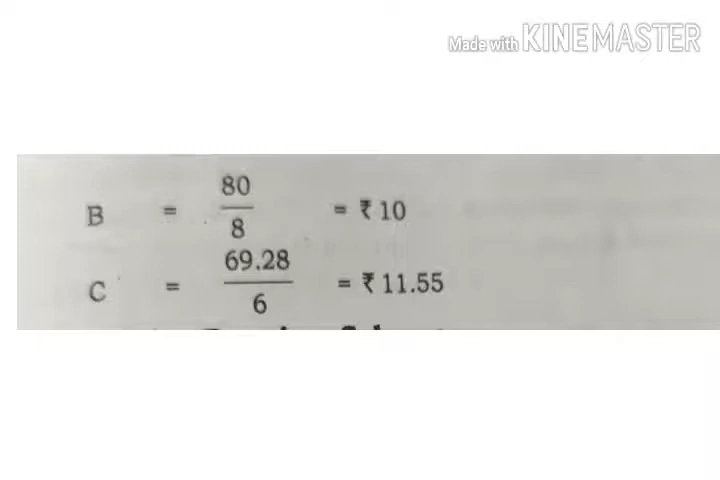 Made with KINEMASTER
B = 80/8 = ₹ 10
C = 69.28/6 = ₹ 11.55